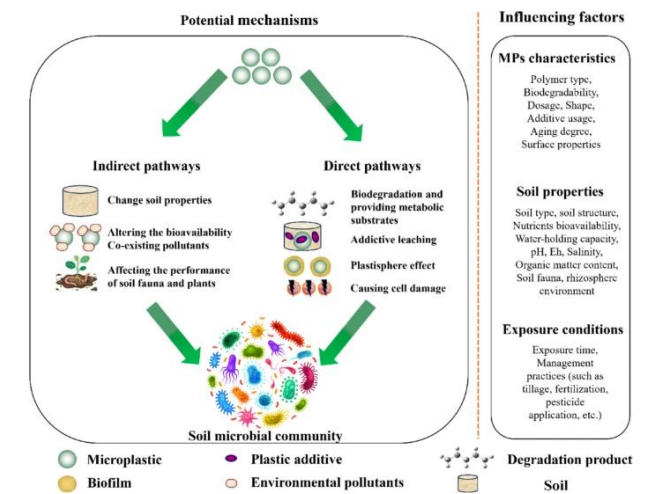 Potential mechanisms
Indirect pathways
Change soil properties
Altering the bioavailability
Co-existing pollutants
Affecting the performance
of soil fauna and plants
Direct pathways
Biodegradation and
providing metabolic
substrates
Addictive leaching
Plastisphere effect
Causing cell damage
Soil microbial community
Influencing factors
MPs characteristics
Polymer type,
Biodegradability,
Dosage, Shape,
Additive usage,
Aging degree,
Surface properties
Soil properties
Soil type, soil structure,
Nutrients bioavailability,
Water-holding capacity,
pH, Eh, Salinity,
Organic matter content,
Soil fauna, rhizosphere
environment
Exposure conditions
Exposure time,
Management
practices (such as
tillage, fertilization,
pesticide
application, etc.)
Microplastic
Plastic additive
Degradation product
Biofilm
Environmental pollutants
Soil